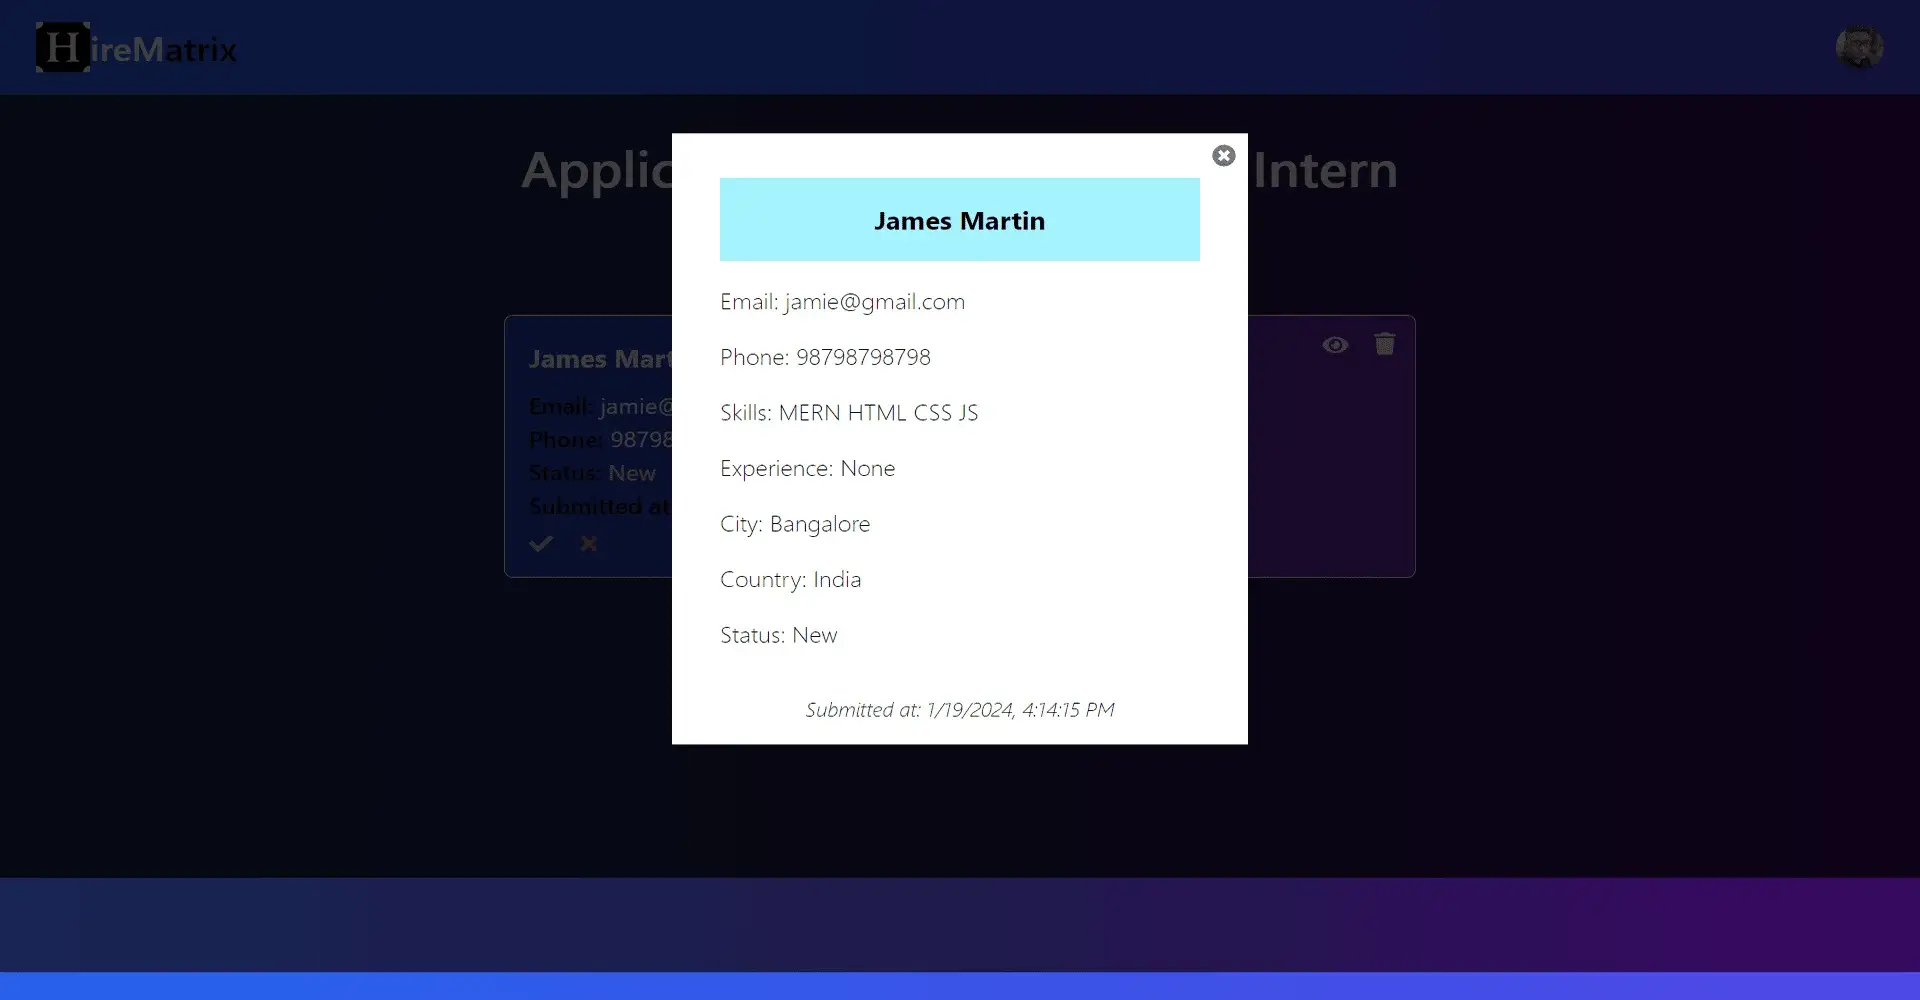 HireMatrix
Applic Intern
James Martin
Email: jamie@gmail.com
Phone: 98798798798
Skills: MERN HTML CSS JS
Experience: None
City: Bangalore
Country: India
Status: New
Submitted at: 1/19/2024, 4:14:15 PM
James Mart
Email: jamie@
Phone: 98798
Status: New
Submitted at